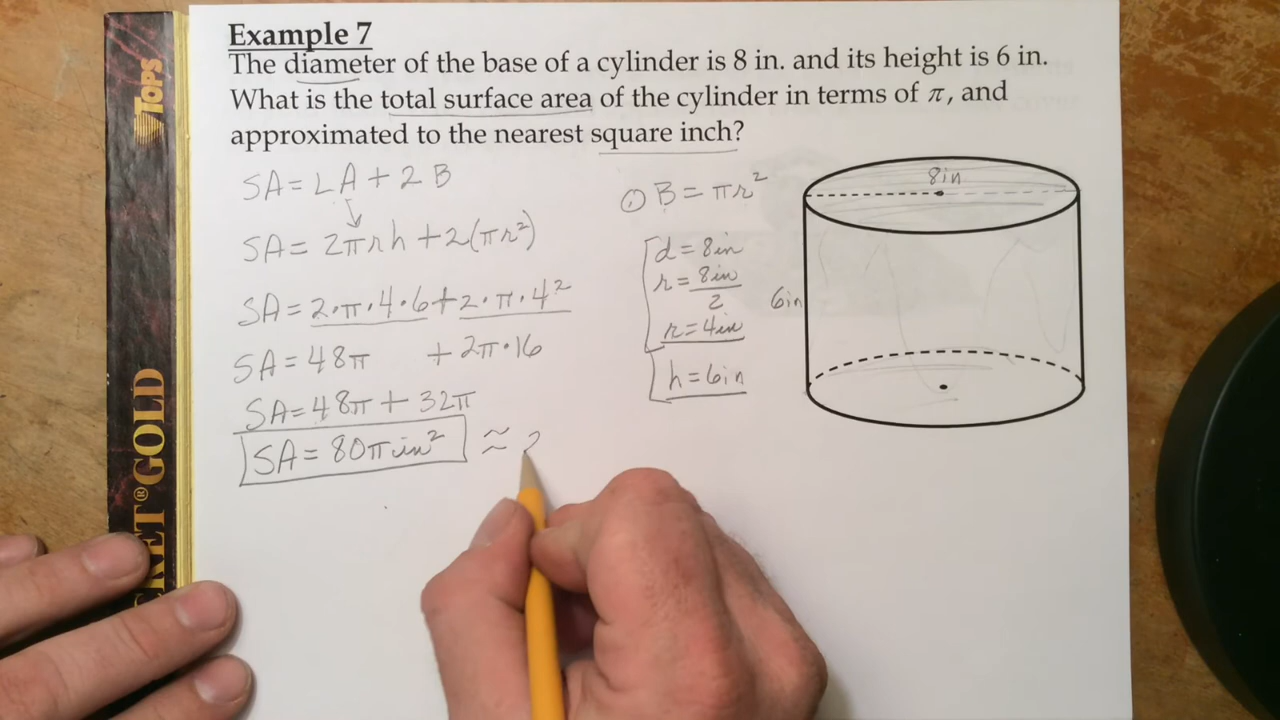 Example 7
The diameter of the base of a cylinder is 8 in. and its height is 6 in.
What is the total surface area of the cylinder in terms of π, and
approximated to the nearest square inch?
SA = LA + 2 B
SA = 2πrh + 2(πr²)
SA = 2·π·4·6 + 2·π·4²
SA = 48π + 2π·16
SA = 48π + 32π
SA = 80π in² ≈ 2
① B = πr²
d = 8in
r = 8in
2
r = 4in
h = 6in
8in
6in
TOPS
KET® GOLD